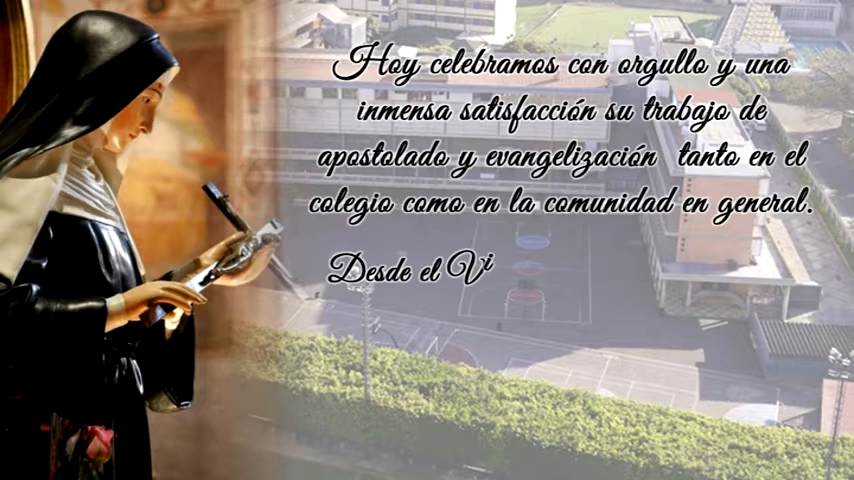 Hoy celebramos con orgullo y una
inmensa satisfacción su trabajo de
apostolado y evangelización tanto en el
colegio como en la comunidad en general.
Desde el Vi